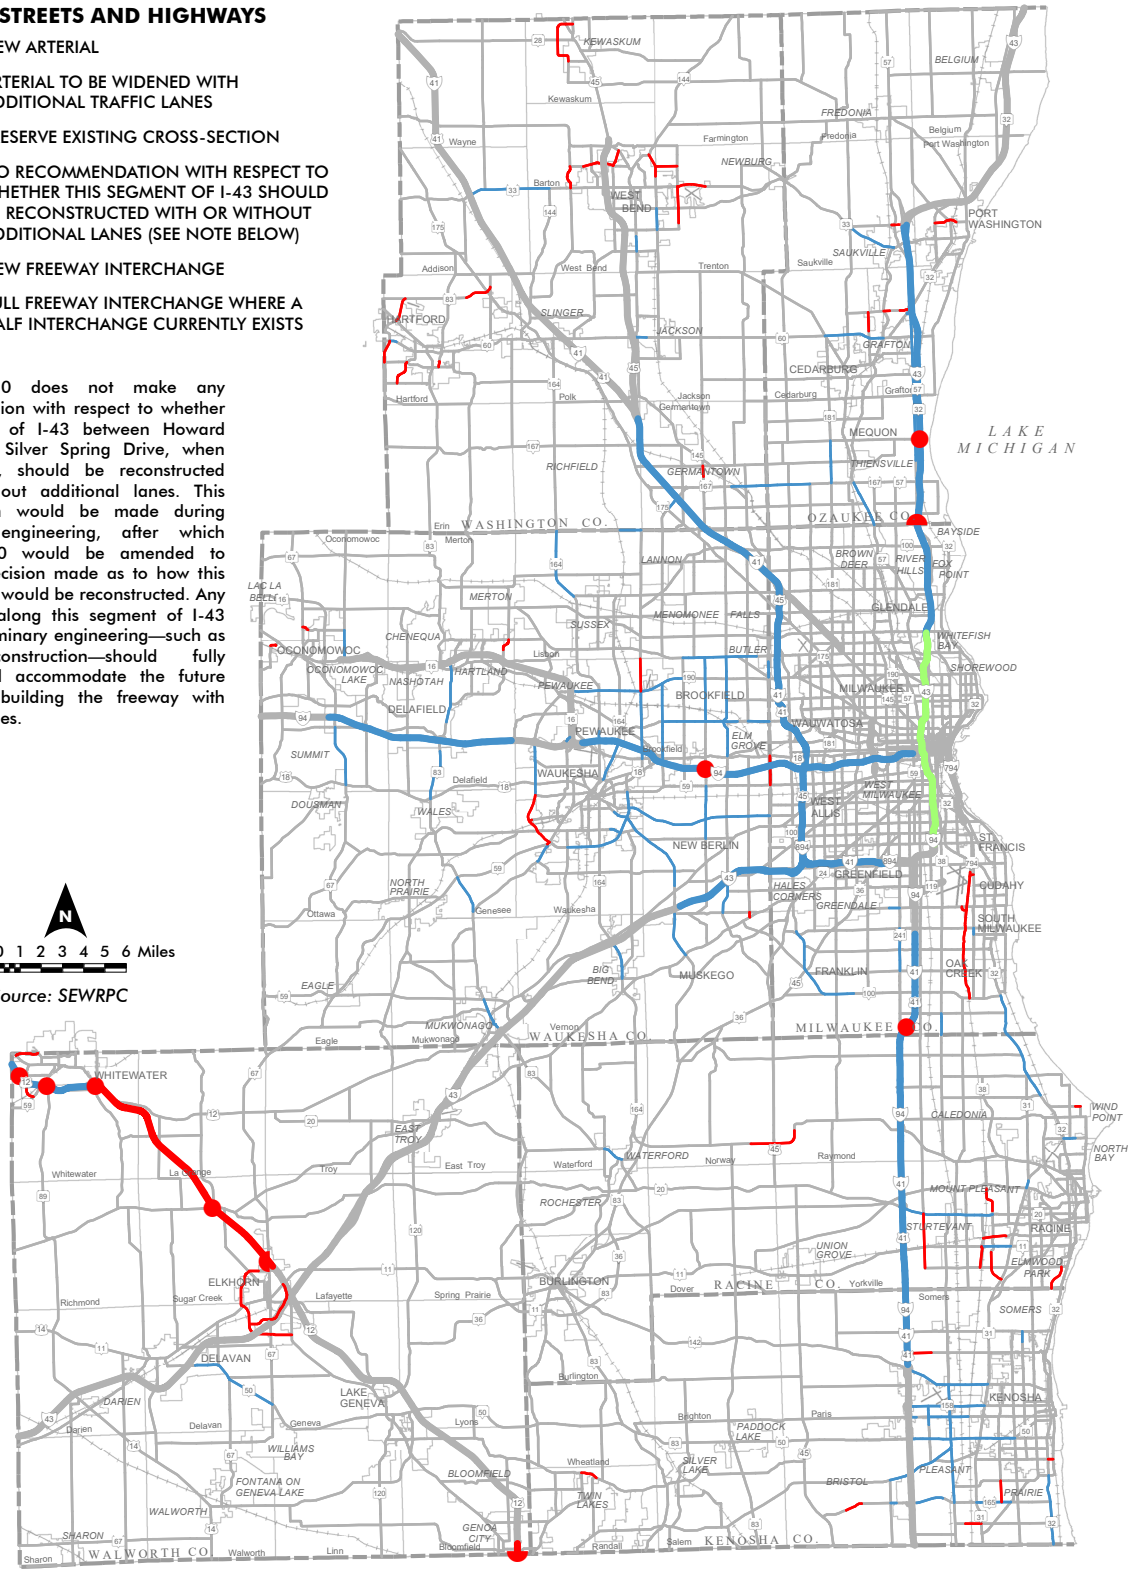 STREETS AND HIGHWAYS
EW ARTERIAL
RTERIAL TO BE WIDENED WITH
DDITIONAL TRAFFIC LANES
ESERVE EXISTING CROSS-SECTION
O RECOMMENDATION WITH RESPECT TO
HETHER THIS SEGMENT OF I-43 SHOULD
RECONSTRUCTED WITH OR WITHOUT
DDITIONAL LANES (SEE NOTE BELOW)
EW FREEWAY INTERCHANGE
ULL FREEWAY INTERCHANGE WHERE A
ALF INTERCHANGE CURRENTLY EXISTS
0 does not make any
ion with respect to whether
of I-43 between Howard
Silver Spring Drive, when
, should be reconstructed
out additional lanes. This
n would be made during
engineering, after which
0 would be amended to
ecision made as to how this
would be reconstructed. Any
along this segment of I-43
minary engineering—such as
construction—should fully
d accommodate the future
building the freeway with
es.
N
0 1 2 3 4 5 6 Miles
ource: SEWRPC
KEWASKUM
Kewaskum
BELGIUM
FREDONIA
Fredonia
Belgium
Port Washington
Wayne
Farmington
NEWBURG
Barton
WEST
BEND
PORT
WASHINGTON
SAUKVILLE
Saukville
Addison
West Bend
Trenton
HARTFORD
SLINGER
JACKSON
GRAFTON
CEDARBURG
Grafton
Cedarburg
Hartford
Polk
Jackson
Germantown
MEQUON
THIENSVILLE
LAKE
MICHIGAN
RICHFIELD
GERMANTOWN
Erin
WASHINGTON CO.
OZAUKEE CO.
BAYSIDE
Oconomowoc
Merton
LANNON
BROWN
DEER
RIVER
HILLS
FOX
POINT
LAC LA
BELLE
MERTON
MENOMONEE FALLS
GLENDALE
SUSSEX
CHENEQUA
BUTLER
WHITEFISH
BAY
OCONOMOWOC
Lisbon
OCONOMOWOC
LAKE
NASHOTAH
HARTLAND
SHOREWOOD
PEWAUKEE
BROOKFIELD
MILWAUKEE
DELAFIELD
WAUWATOSA
PEWAUKEE
ELM
GROVE
Brookfield
SUMMIT
Delafield
WAUKESHA
WEST
MILWAUKEE
DOUSMAN
WALES
WEST
ALLIS
NEW BERLIN
ST.
FRANCIS
GREENFIELD
NORTH
PRAIRIE
HALES
CORNERS
GREENDALE
CUDAHY
Ottawa
Genesee
Waukesha
SOUTH
MILWAUKEE
BIG
BEND
MUSKEGO
FRANKLIN
OAK
CREEK
EAGLE
MUKWONAGO
Vernon
Eagle
Mukwonago
WAUKESHA CO.
MILWAUKEE CO.
WHITEWATER
WIND
POINT
CALEDONIA
EAST
TROY
NORTH
BAY
WATERFORD
Whitewater
La Grange
Troy
East Troy
Waterford
Norway
Raymond
MOUNT PLEASANT
ROCHESTER
STURTEVANT
RACINE
UNION
GROVE
ELMWOOD
PARK
ELKHORN
BURLINGTON
RACINE CO.
Yorkville
Dover
Richmond
Sugar Creek
Lafayette
Spring Prairie
Somers
SOMERS
DELAVAN
Burlington
LAKE
GENEVA
KENOSHA
DARIEN
Darien
Delavan
Geneva
Lyons
Brighton
Paris
PADDOCK
LAKE
WILLIAMS
BAY
Wheatland
SILVER
LAKE
BLOOMFIELD
FONTANA ON
GENEVA LAKE
BRISTOL
PLEASANT
PRAIRIE
TWIN
LAKES
WALWORTH
GENOA
CITY
SHARON
Sharon
WALWORTH CO.
Walworth
Linn
Bloomfield
Randall
Salem
KENOSHA CO.